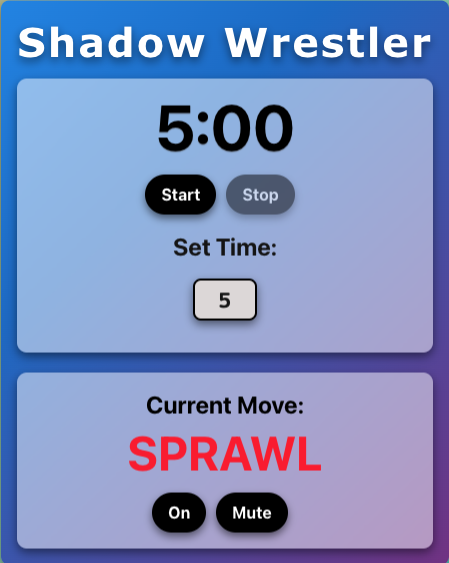 Shadow Wrestler
5:00
Start Stop
Set Time:
5
Current Move:
SPRAWL
On Mute